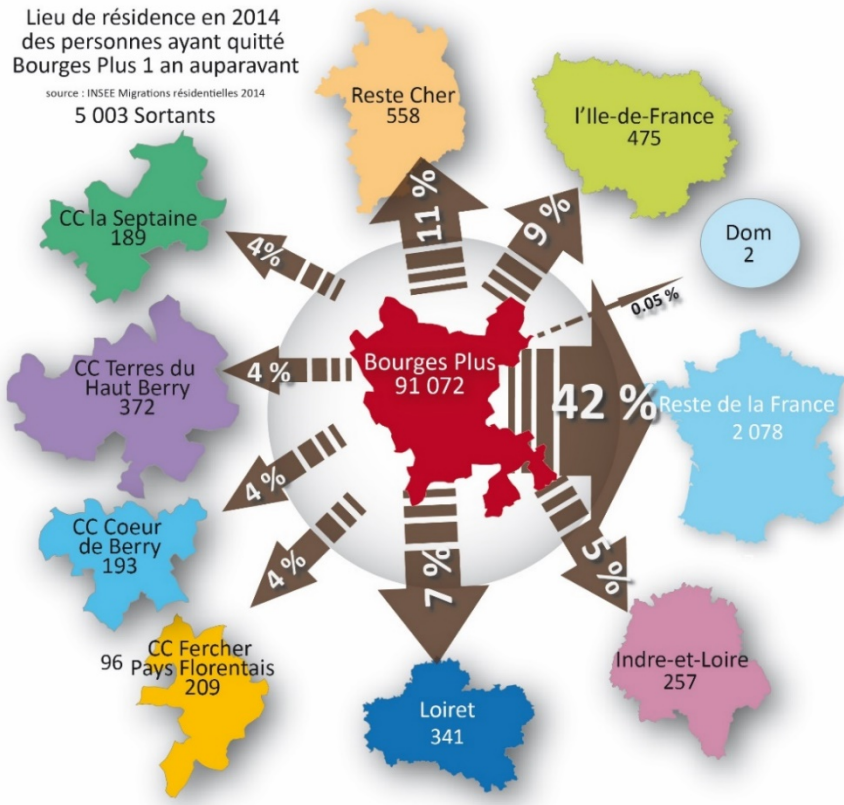 Lieu de résidence en 2014
des personnes ayant quitté
Bourges Plus 1 an auparavant
source : INSEE Migrations résidentielles 2014
5 003 Sortants
Reste Cher
558
l'Ile-de-France
475
CC la Septaine
189
Dom
2
11 %
9 %
4%
0.05 %
CC Terres du
Haut Berry
372
4 %
Bourges Plus
91 072
42 %
Reste de la France
2 078
CC Coeur
de Berry
193
4 %
4 %
7 %
5 %
96
CC Fercher
Pays Florentais
209
Loiret
341
Indre-et-Loire
257